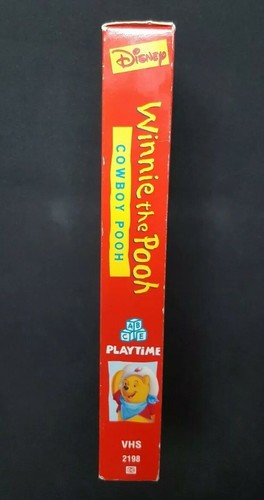 Disney
Winnie the Pooh
COWBOY POOH
A B
C E
PLAYTIME
VHS
2198